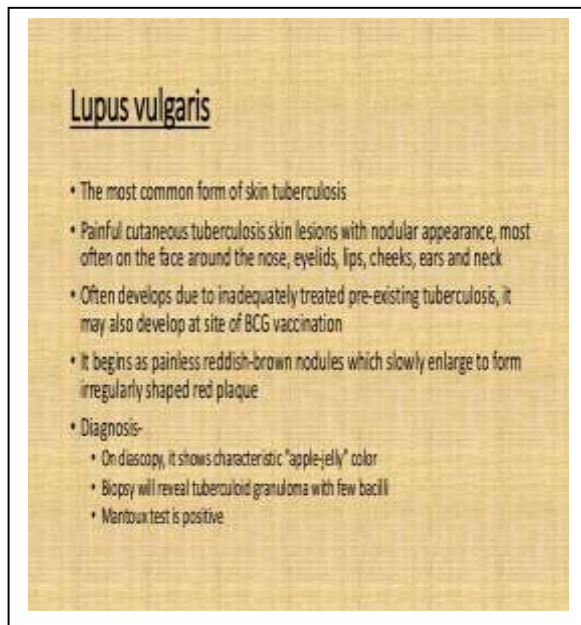 Lupus vulgaris
• The most common form of skin tuberculosis
• Painful cutaneous tuberculosis skin lesions with nodular appearance, most
often on the face around the nose, eyelids, lips, cheeks, ears and neck
• Often develops due to inadequately treated pre-existing tuberculosis, it
may also develop at site of BCG vaccination
• It begins as painless reddish-brown nodules which slowly enlarge to form
irregularly shaped red plaque
• Diagnosis-
• On diascopy, it shows characteristic "apple-jelly" color
• Biopsy will reveal tuberculoid granuloma with few bacilli
• Mantoux test is positive